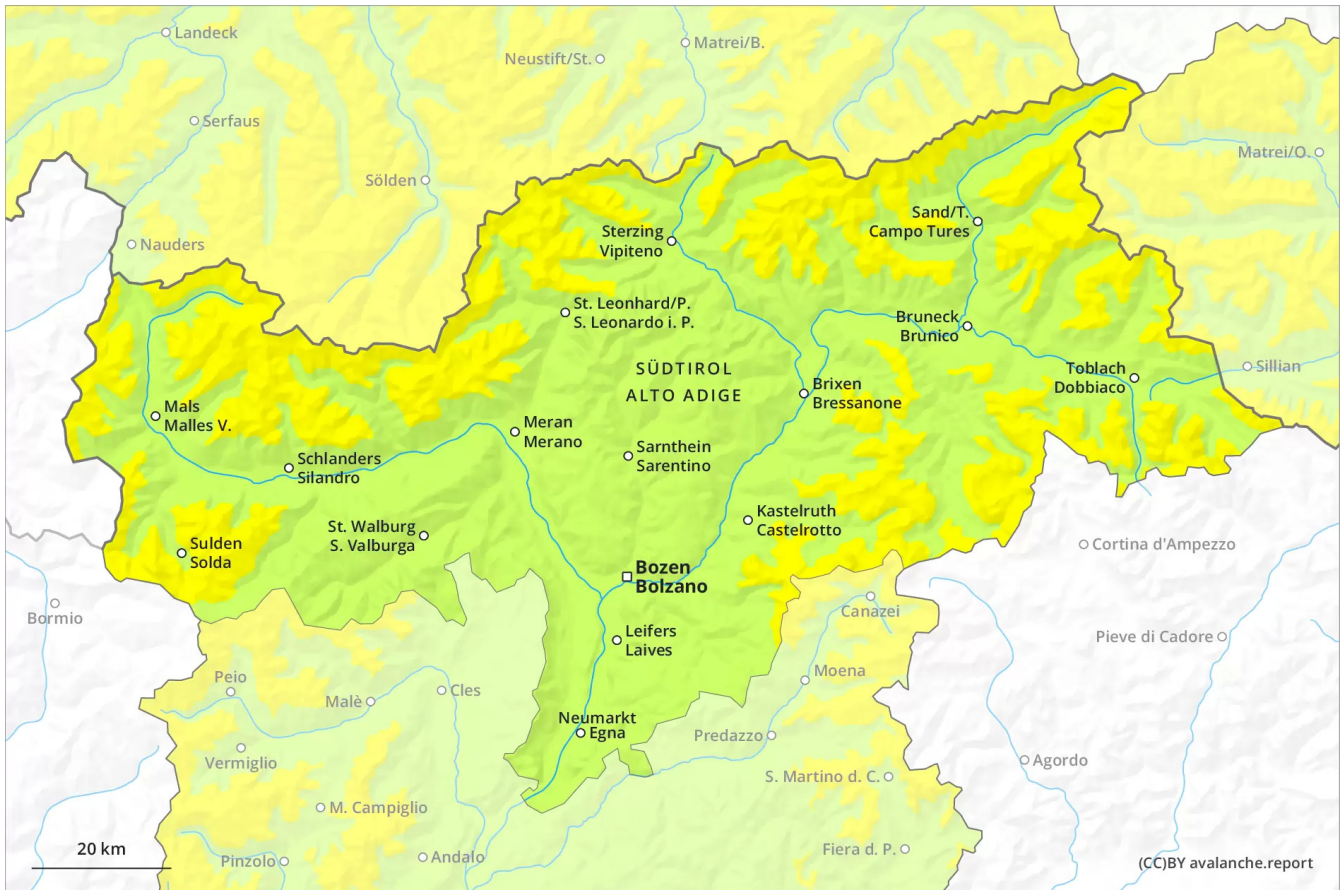 Landeck
Matrei/B.
Neustift/St.
Serfaus
Matrei/O.
Sölden
Nauders
Sand/T.
Campo Tures
Sterzing
Vipiteno
St. Leonhard/P.
S. Leonardo i. P.
Bruneck
Brunico
SÜDTIROL
ALTO ADIGE
Toblach
Dobbiaco
Sillian
Brixen
Bressanone
Mals
Malles V.
Meran
Merano
Sarnthein
Sarentino
Schlanders
Silandro
Kastelruth
Castelrotto
St. Walburg
S. Valburga
Sulden
Solda
Cortina d'Ampezzo
Bozen
Bolzano
Bormio
Canazei
Leifers
Laives
Pieve di Cadore
Peio
Moena
Malè
Cles
Neumarkt
Egna
Predazzo
Vermiglio
Agordo
S. Martino d. C.
M. Campiglio
20 km
Pinzolo
Andalo
Fiera d. P.
(CC)BY avalanche.report